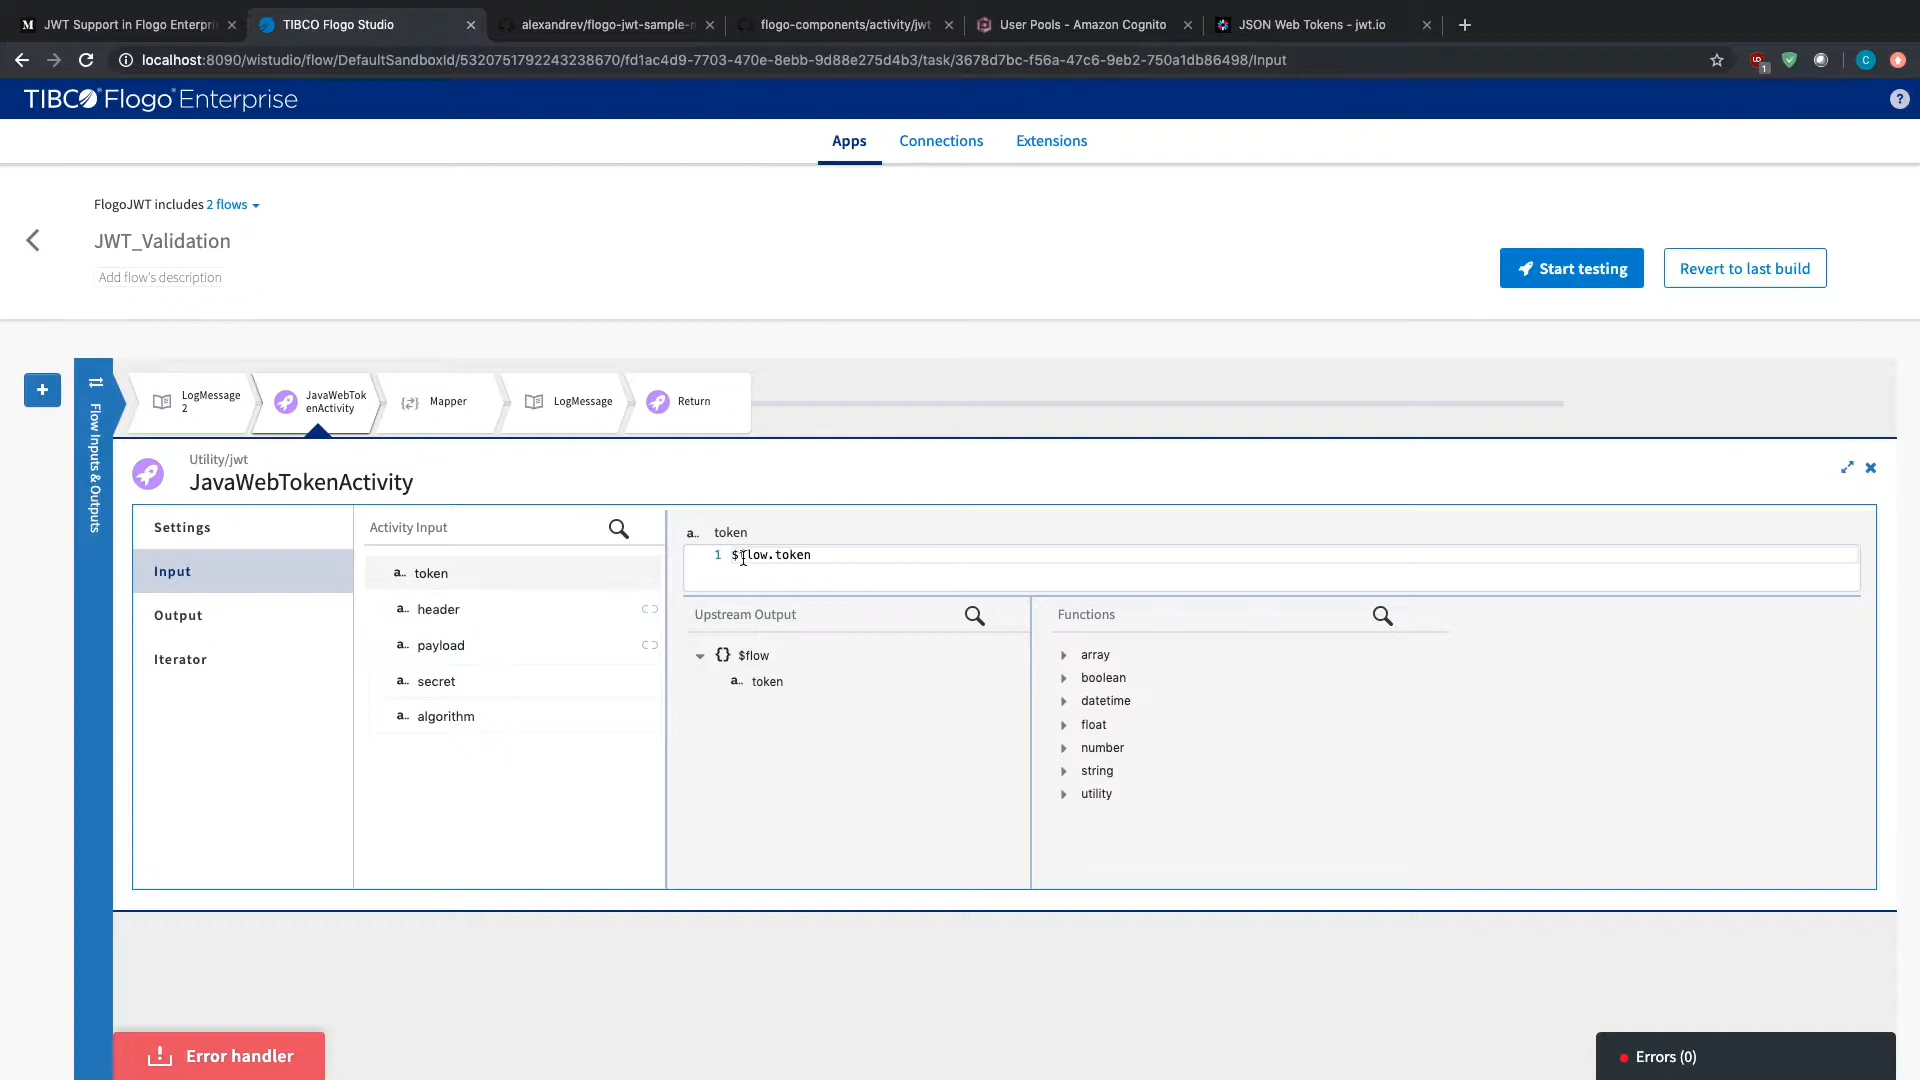 JWT Support in Flogo Enterpri
TIBCO Flogo Studio
alexandrev/flogo-jwt-sample-
flogo-components/activity/jwt
User Pools - Amazon Cognito
JSON Web Tokens - jwt.io
localhost:8090/wistudio/flow/DefaultSandboxId/5320751792243238670/fd1ac4d9-7703-470e-8ebb-9d88e275d4b3/task/3678d7bc-f56a-47c6-9eb2-750a1db86498/Input
TIBCO Flogo Enterprise
Apps
Connections
Extensions
FlogoJWT includes 2 flows
JWT_Validation
Add flow's description
Start testing
Revert to last build
Flow Inputs & Outputs
LogMessage
2
JavaWebTok
enActivity
Mapper
LogMessage
Return
Utility/jwt
JavaWebTokenActivity
Settings
Input
Output
Iterator
Activity Input
a.. token
a.. header
a.. payload
a.. secret
a.. algorithm
a.. token
1 $flow.token
Upstream Output
{} $flow
a.. token
Functions
array
boolean
datetime
float
number
string
utility
Error handler
Errors (0)